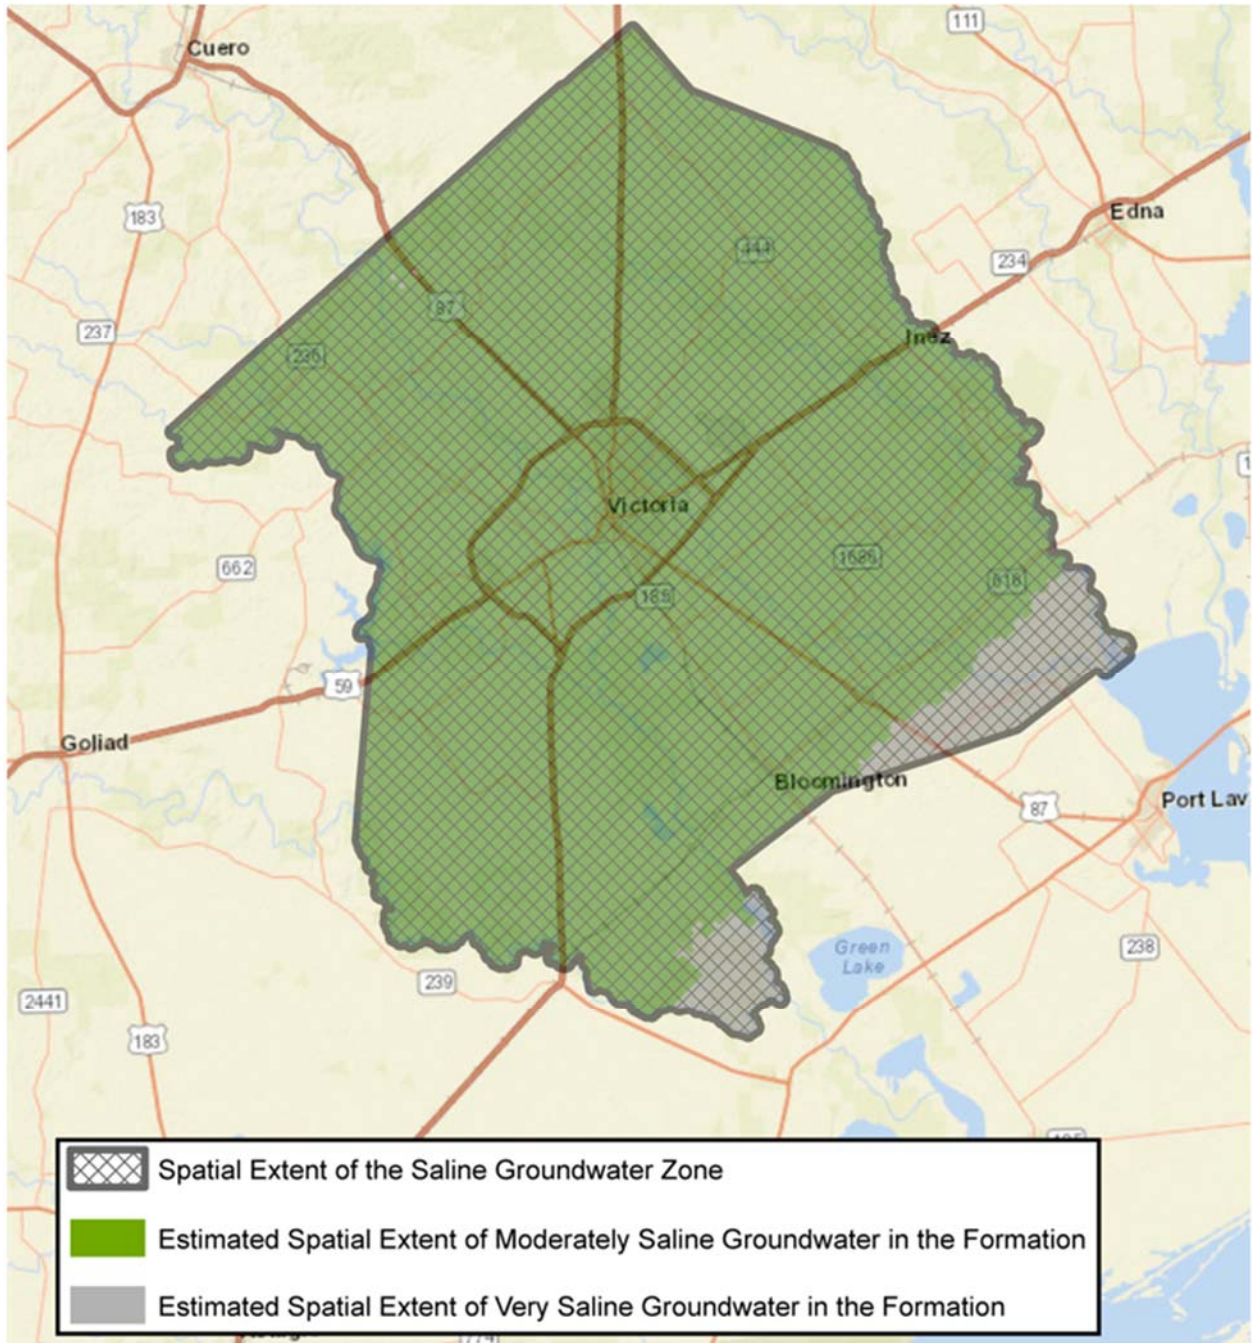 111
Cuero
183
Edna
444
234
87
237
Inez
236
Victoria
1686
662
616
185
59
Goliad
Bloomington
87
Port Lav
Green
Lake
238
239
2441
183
Spatial Extent of the Saline Groundwater Zone
Estimated Spatial Extent of Moderately Saline Groundwater in the Formation
Estimated Spatial Extent of Very Saline Groundwater in the Formation